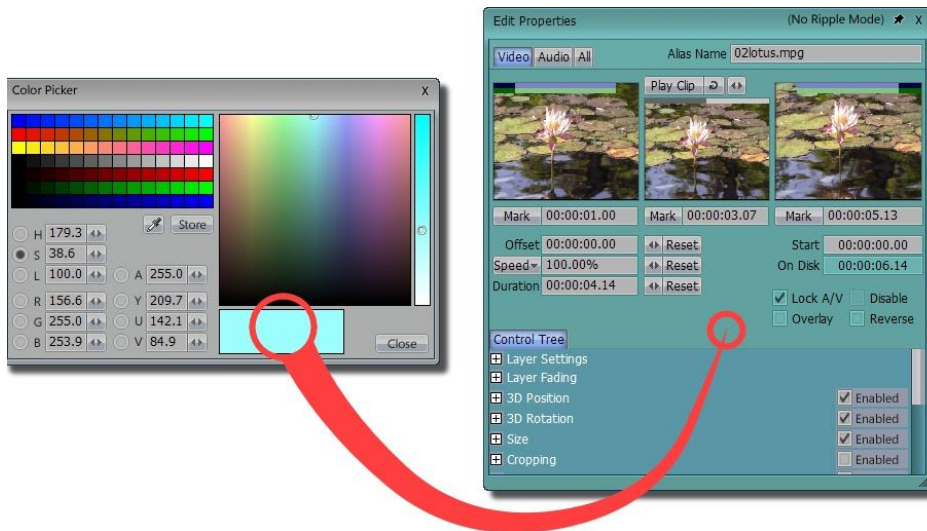 Color Picker X
H 179.3
S 38.6
L 100.0 A 255.0
R 156.6 Y 209.7
G 255.0 U 142.1
B 253.9 V 84.9
Store
Close
Edit Properties (No Ripple Mode) X
Video Audio All Alias Name 02lotus.mpg
Play Clip
Mark 00:00:01.00 Mark 00:00:03.07 Mark 00:00:05.13
Offset 00:00:00.00 Reset Start 00:00:00.00
Speed 100.00% Reset On Disk 00:00:06.14
Duration 00:00:04.14 Reset
Lock A/V Disable
Overlay Reverse
Control Tree
Layer Settings
Layer Fading
3D Position Enabled
3D Rotation Enabled
Size Enabled
Cropping Enabled